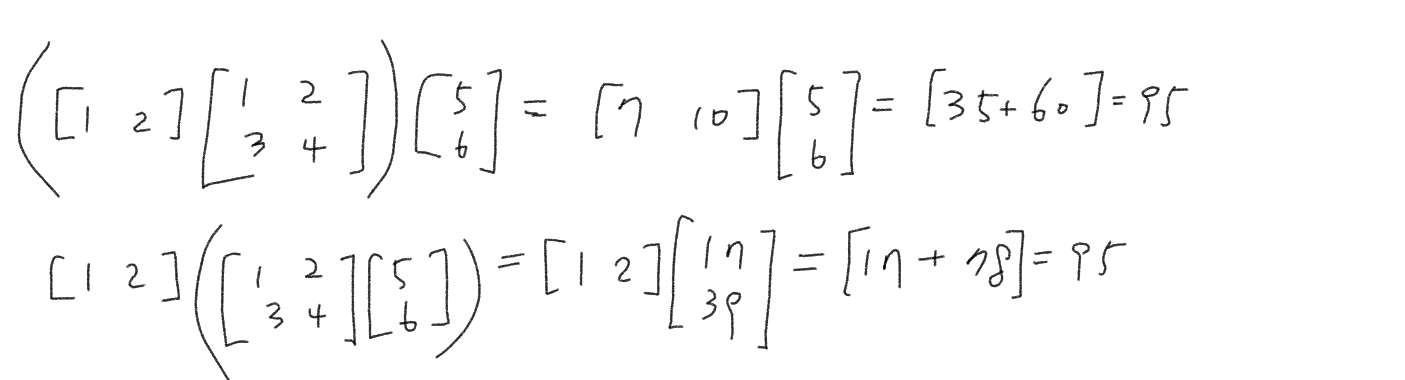 ([1 2][1 2; 3 4])[5; 6] = [7 10][5; 6] = [35+60] = 95
[1 2]([1 2; 3 4][5; 6]) = [1 2][17; 39] = [17 + 78] = 95